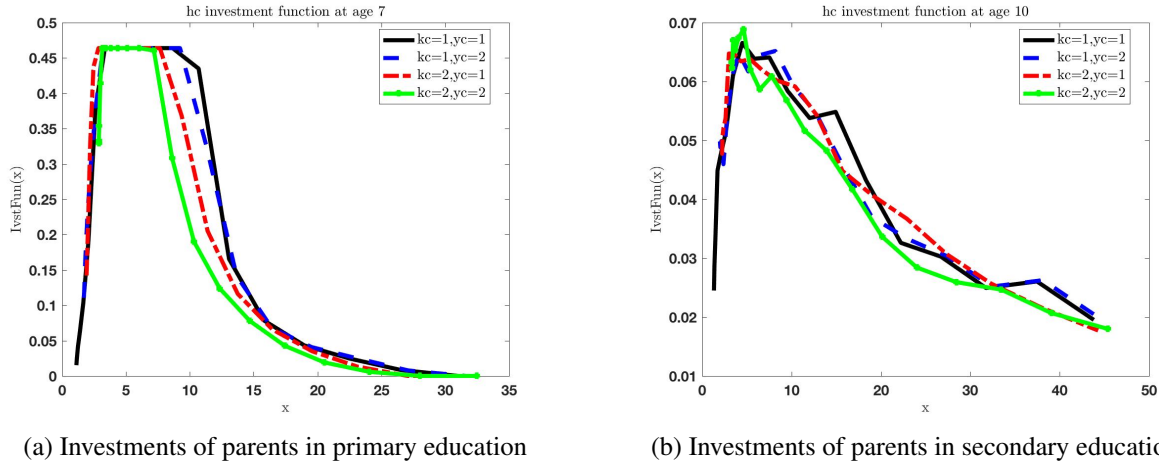 hc investment function at age 7
0.5
0.45
0.4
0.35
0.3
0.25
0.2
0.15
0.1
0.05
0
IvstFun(x)
kc=1,yc=1
kc=1,yc=2
kc=2,yc=1
kc=2,yc=2
0 5 10 15 20 25 30 35
x
(a) Investments of parents in primary education
hc investment function at age 10
0.07
0.06
0.05
0.04
0.03
0.02
0.01
IvstFun(x)
kc=1,yc=1
kc=1,yc=2
kc=2,yc=1
kc=2,yc=2
0 10 20 30 40 50
x
(b) Investments of parents in secondary educatio